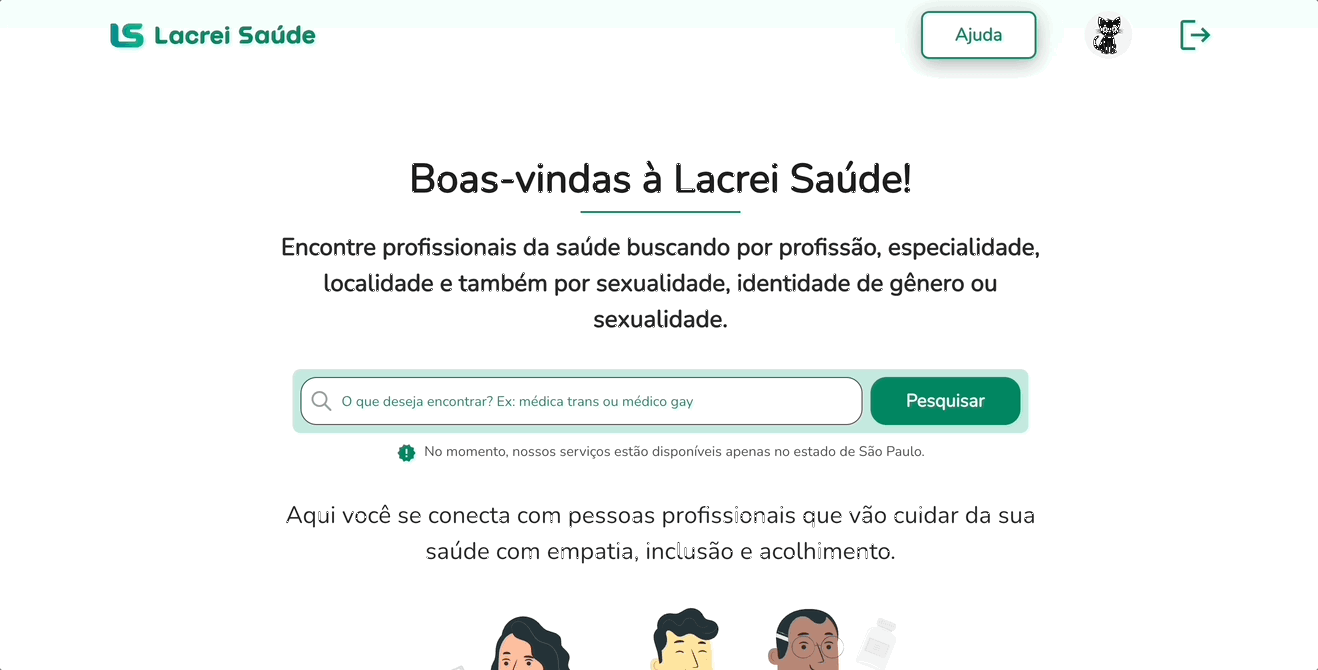 Lacrei Saúde
Ajuda
Boas-vindas à Lacrei Saúde!
Encontre profissionais da saúde buscando por profissão, especialidade,
localidade e também por sexualidade, identidade de gênero ou
sexualidade.
O que deseja encontrar? Ex: médica trans ou médico gay
Pesquisar
No momento, nossos serviços estão disponíveis apenas no estado de São Paulo.
Aqui você se conecta com pessoas profissionais que vão cuidar da sua
saúde com empatia, inclusão e acolhimento.